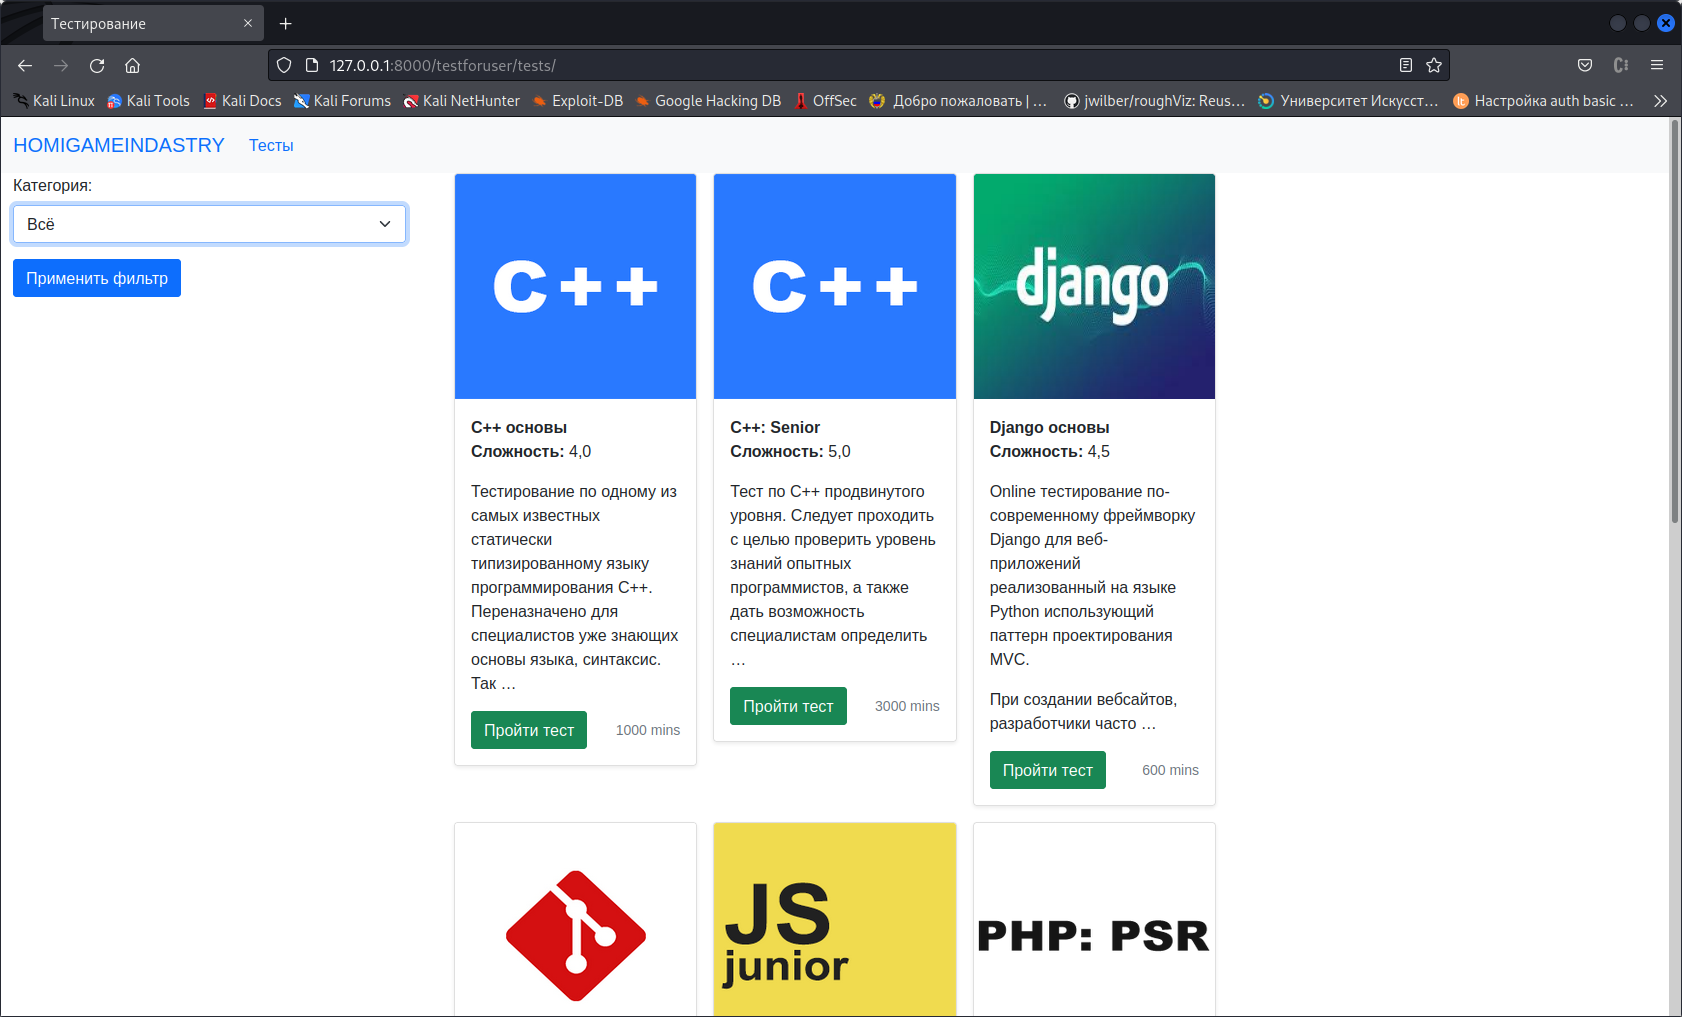 Тестирование
127.0.0.1:8000/testforuser/tests/
Kali Linux
Kali Tools
Kali Docs
Kali Forums
Kali NetHunter
Exploit-DB
Google Hacking DB
OffSec
Добро пожаловать | ...
jwilber/roughViz: Reus...
Университет Искусст...
Настройка auth basic ...
HOMIGAMEINDASTRY
Тесты
Категория:
Всё
Применить фильтр
C++
C++ основы
Сложность: 4,0
Тестирование по одному из
самых известных
статически
типизированному языку
программирования C++.
Переназначено для
специалистов уже знающих
основы языка, синтаксис.
Так …
Пройти тест
1000 mins
C++
C++: Senior
Сложность: 5,0
Тест по C++ продвинутого
уровня. Следует проходить
с целью проверить уровень
знаний опытных
программистов, а также
дать возможность
специалистам определить
…
Пройти тест
3000 mins
django
Django основы
Сложность: 4,5
Online тестирование по-
современному фреймворку
Django для веб-
приложений
реализованный на языке
Python использующий
паттерн проектирования
MVC.
При создании вебсайтов,
разработчики часто …
Пройти тест
600 mins
JS
junior
PHP: PSR